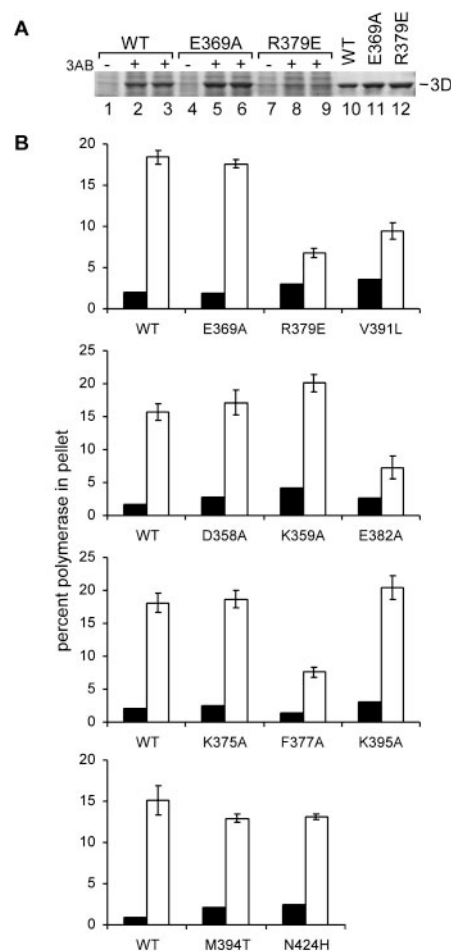 A
WT E369A R379E WT E369A R379E
3AB - + + - + + - + + -3D
1 2 3 4 5 6 7 8 9 10 11 12
B
percent polymerase in pellet
20
15
10
5
0
WT E369A R379E V391L
25
20
15
10
5
0
WT D358A K359A E382A
25
20
15
10
5
0
WT K375A F377A K395A
20
15
10
5
0
WT M394T N424H